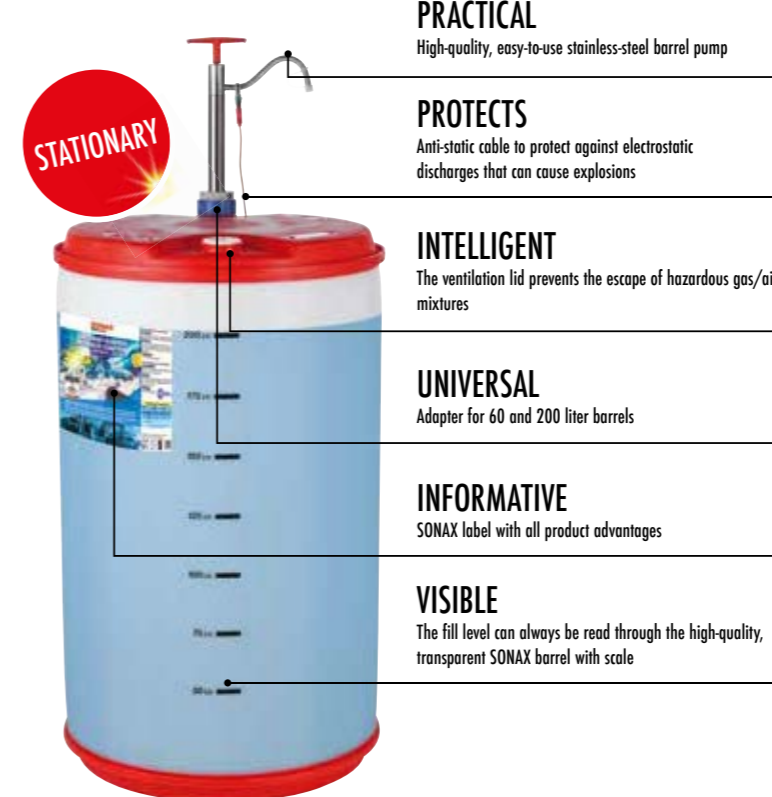 PRACTICAL
High-quality, easy-to-use stainless-steel barrel pump
STATIONARY
PROTECTS
Anti-static cable to protect against electrostatic
discharges that can cause explosions
INTELLIGENT
The ventilation lid prevents the escape of hazardous gas/ai
mixtures
UNIVERSAL
Adapter for 60 and 200 liter barrels
INFORMATIVE
SONAX label with all product advantages
VISIBLE
The fill level can always be read through the high-quality,
transparent SONAX barrel with scale